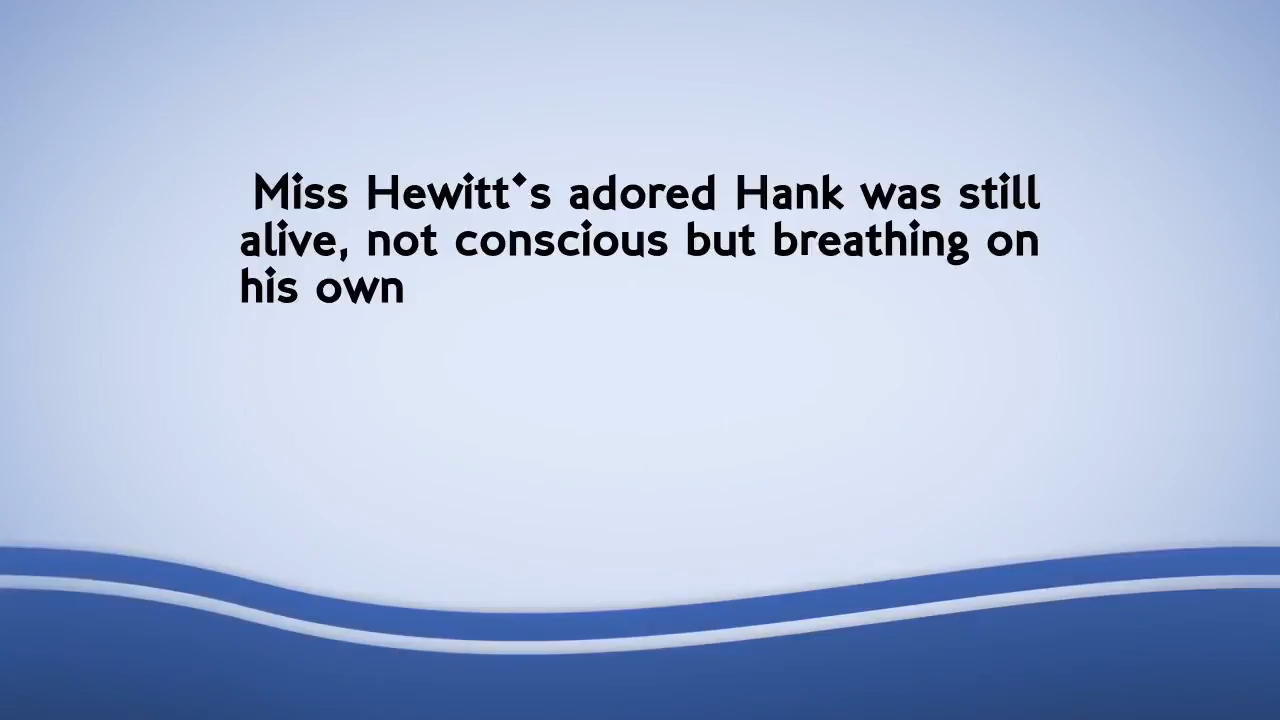 Miss Hewitt's adored Hank was still
alive, not conscious but breathing on
his own